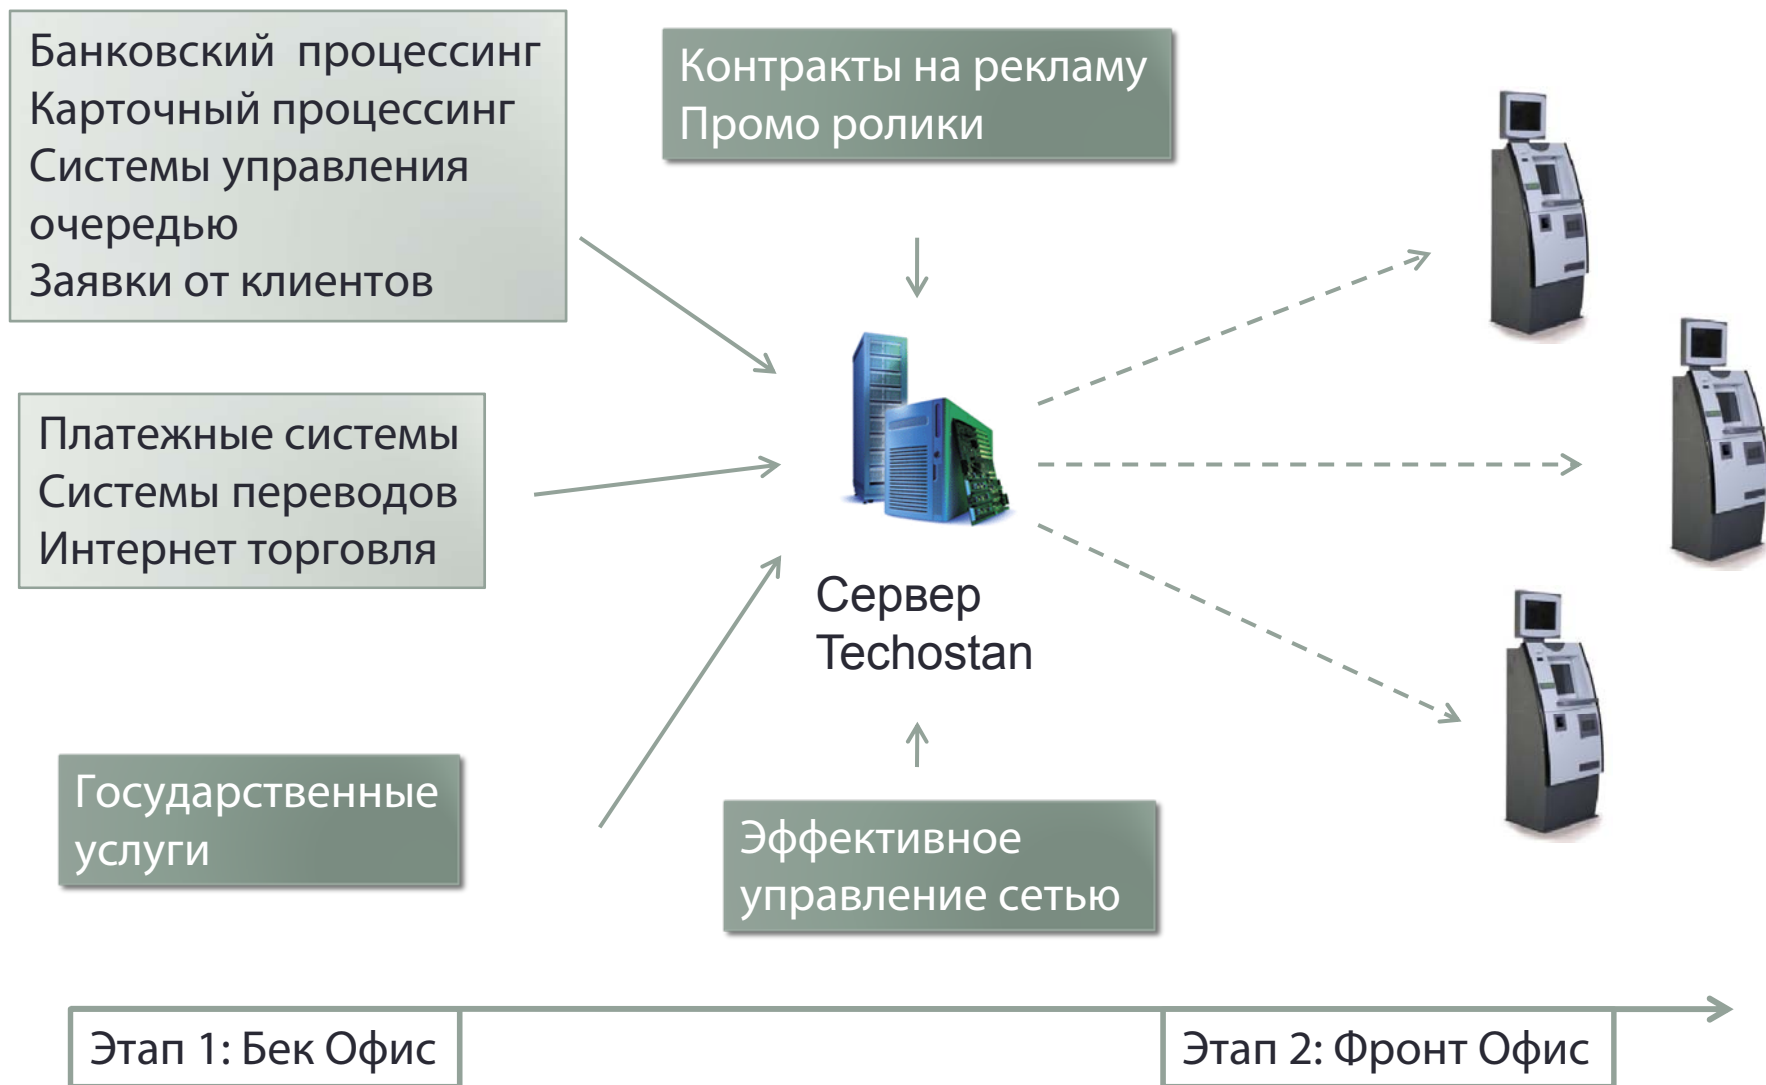 Банковский процессинг
Карточный процессинг
Системы управления
очередью
Заявки от клиентов
Контракты на рекламу
Промо ролики
Платежные системы
Системы переводов
Интернет торговля
Сервер
Techostan
Государственные
услуги
Эффективное
управление сетью
Этап 1: Бек Офис
Этап 2: Фронт Офис